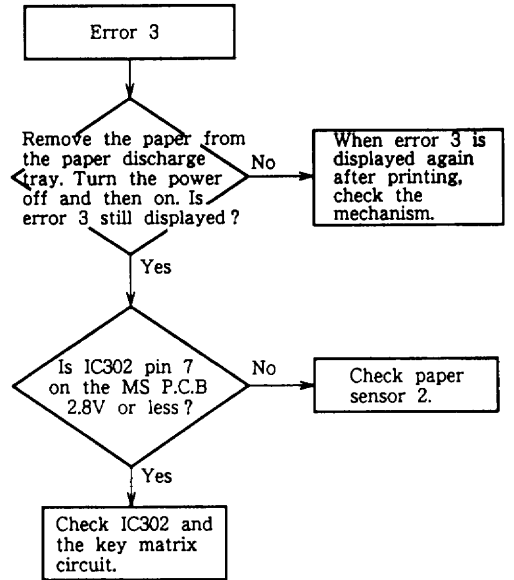 Error 3
Remove the paper from
the paper discharge
tray. Turn the power
off and then on. Is
error 3 still displayed?
No
When error 3 is
displayed again
after printing,
check the
mechanism.
Yes
Is IC302 pin 7
on the MS P.C.B
2.8V or less?
No
Check paper
sensor 2.
Yes
Check IC302 and
the key matrix
circuit.